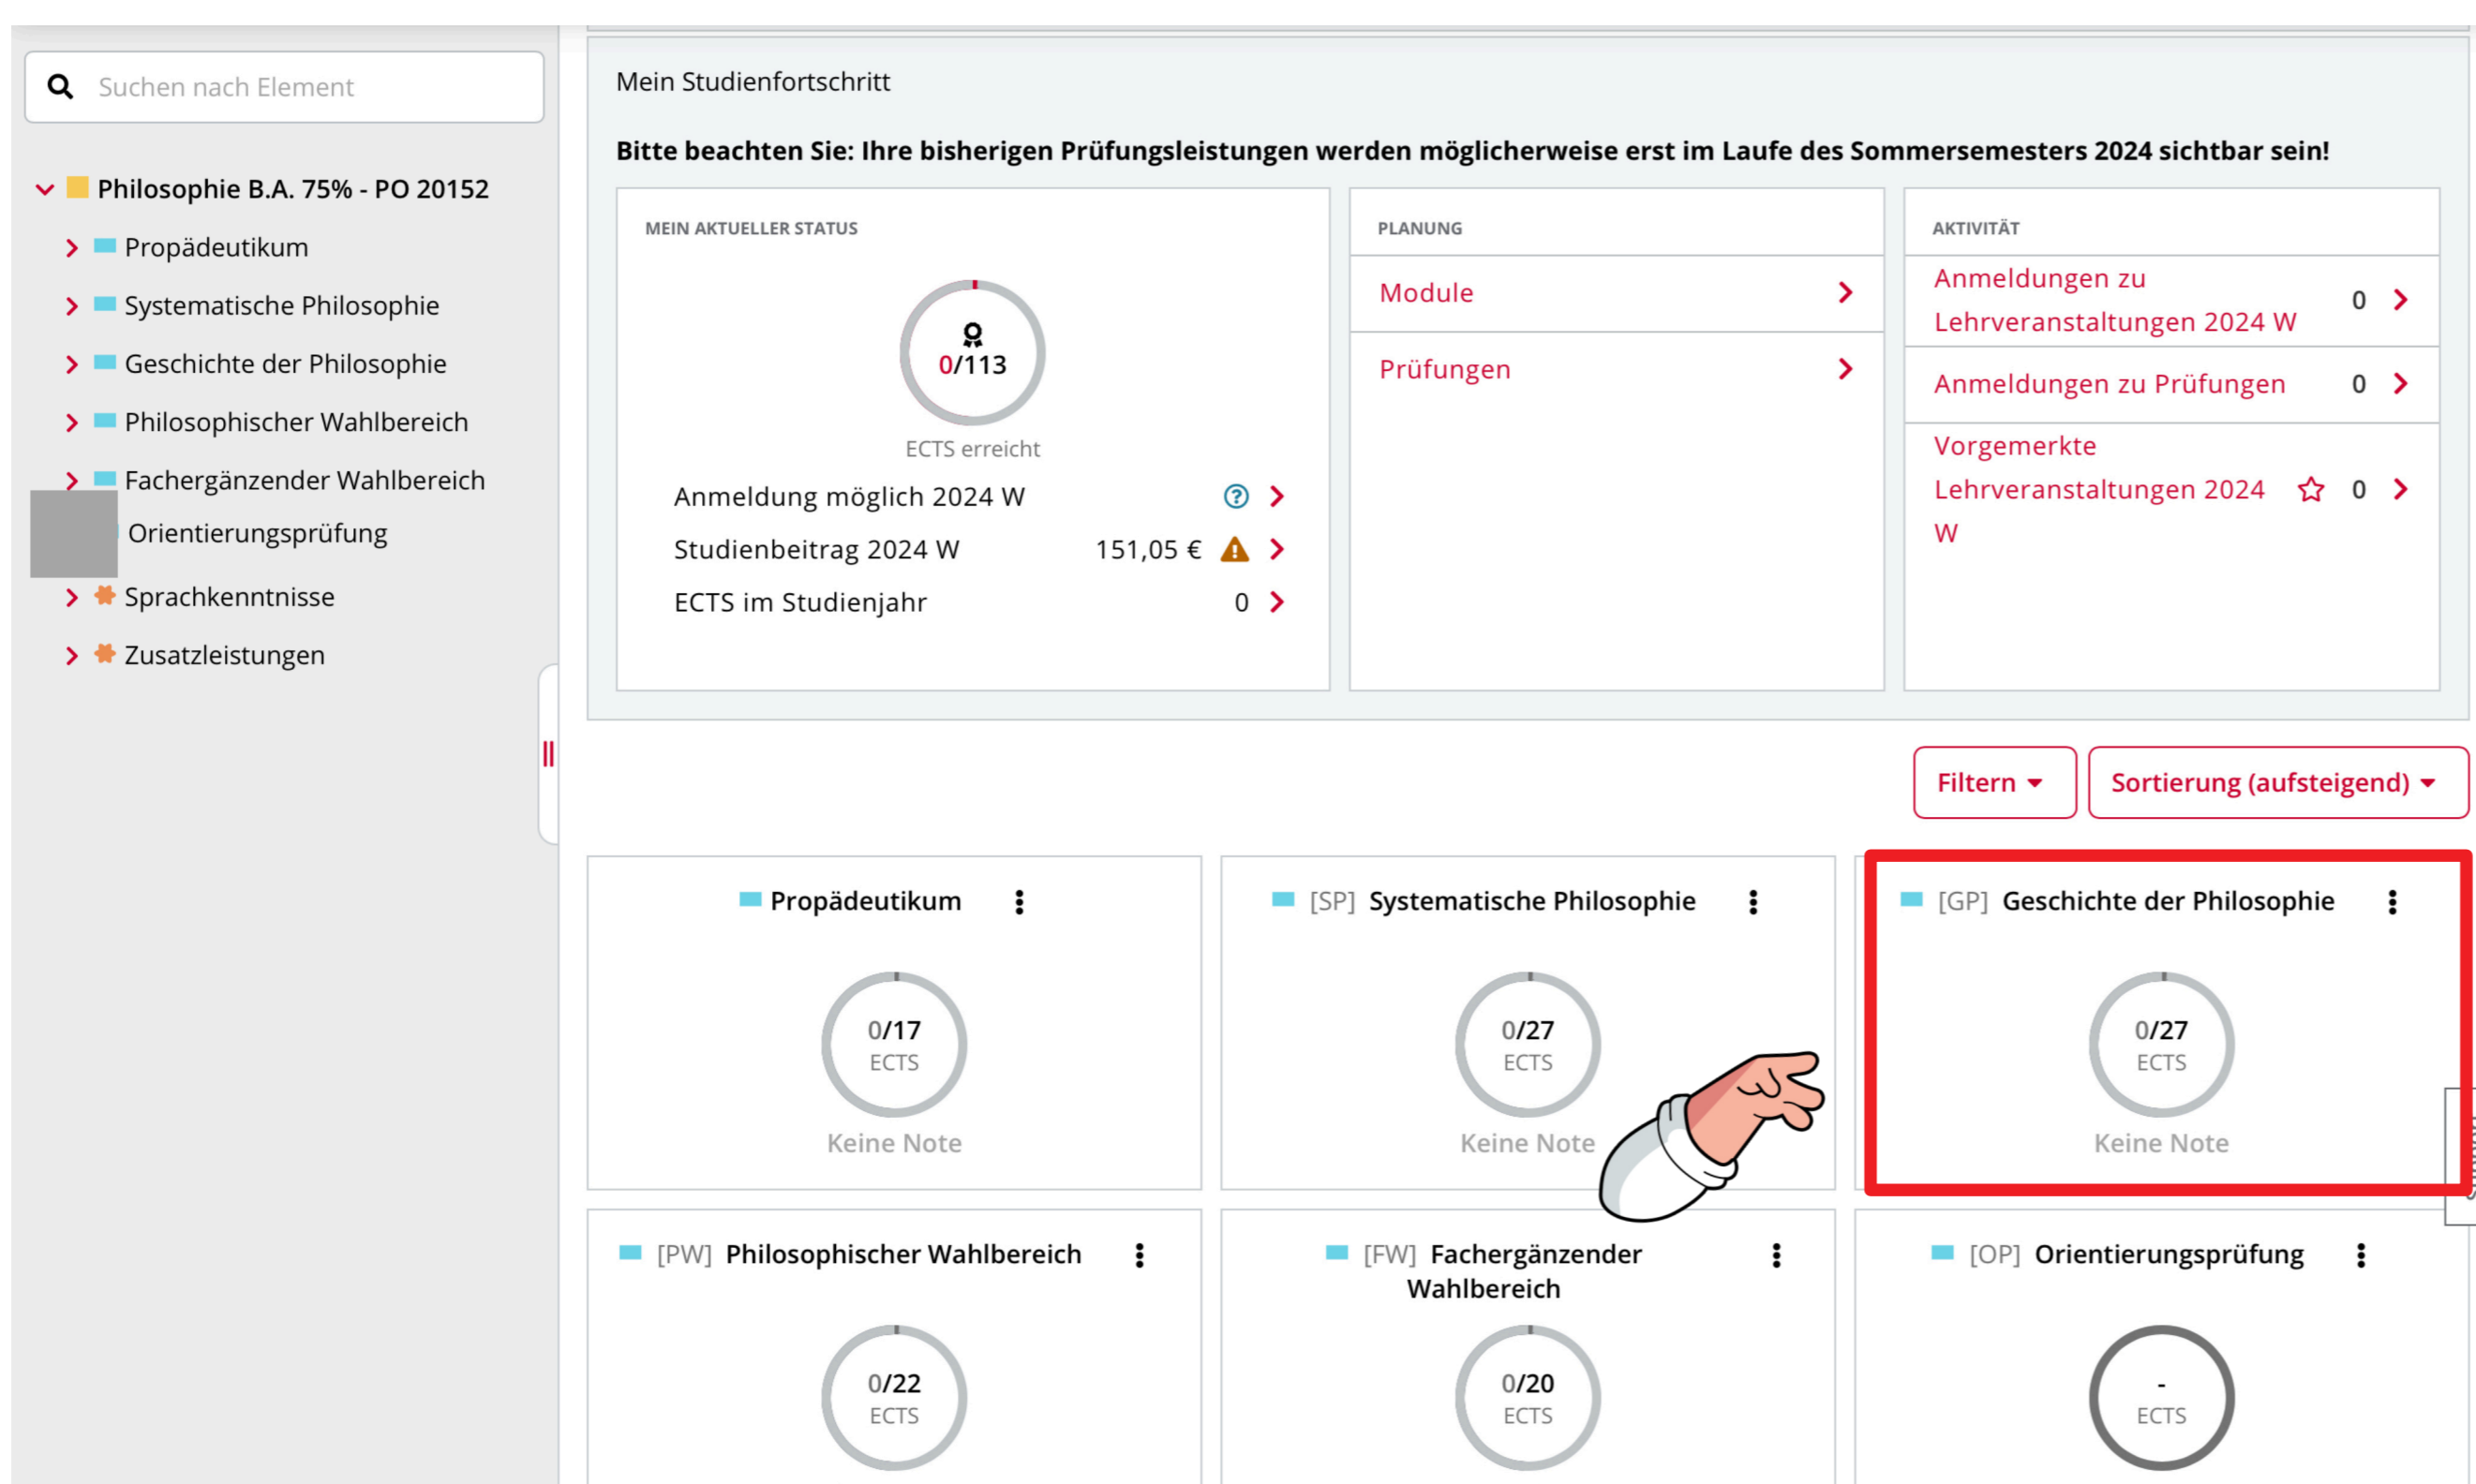 Suchen nach Element
Philosophie B.A. 75% - PO 20152
Propädeutikum
Systematische Philosophie
Geschichte der Philosophie
Philosophischer Wahlbereich
Fachergänzender Wahlbereich
Orientierungsprüfung
Sprachkenntnisse
Zusatzleistungen
Mein Studienfortschritt
Bitte beachten Sie: Ihre bisherigen Prüfungsleistungen werden möglicherweise erst im Laufe des Sommersemesters 2024 sichtbar sein!
MEIN AKTUELLER STATUS
0/113
ECTS erreicht
Anmeldung möglich 2024 W
Studienbeitrag 2024 W 151,05 €
ECTS im Studienjahr 0
PLANUNG
Module
Prüfungen
AKTIVITÄT
Anmeldungen zu
Lehrveranstaltungen 2024 W 0
Anmeldungen zu Prüfungen 0
Vorgemerkte
Lehrveranstaltungen 2024 0
W
Filtern
Sortierung (aufsteigend)
Propädeutikum
0/17
ECTS
Keine Note
[SP] Systematische Philosophie
0/27
ECTS
Keine Note
[GP] Geschichte der Philosophie
0/27
ECTS
Keine Note
[PW] Philosophischer Wahlbereich
0/22
ECTS
[FW] Fachergänzender
Wahlbereich
0/20
ECTS
[OP] Orientierungsprüfung
-
ECTS